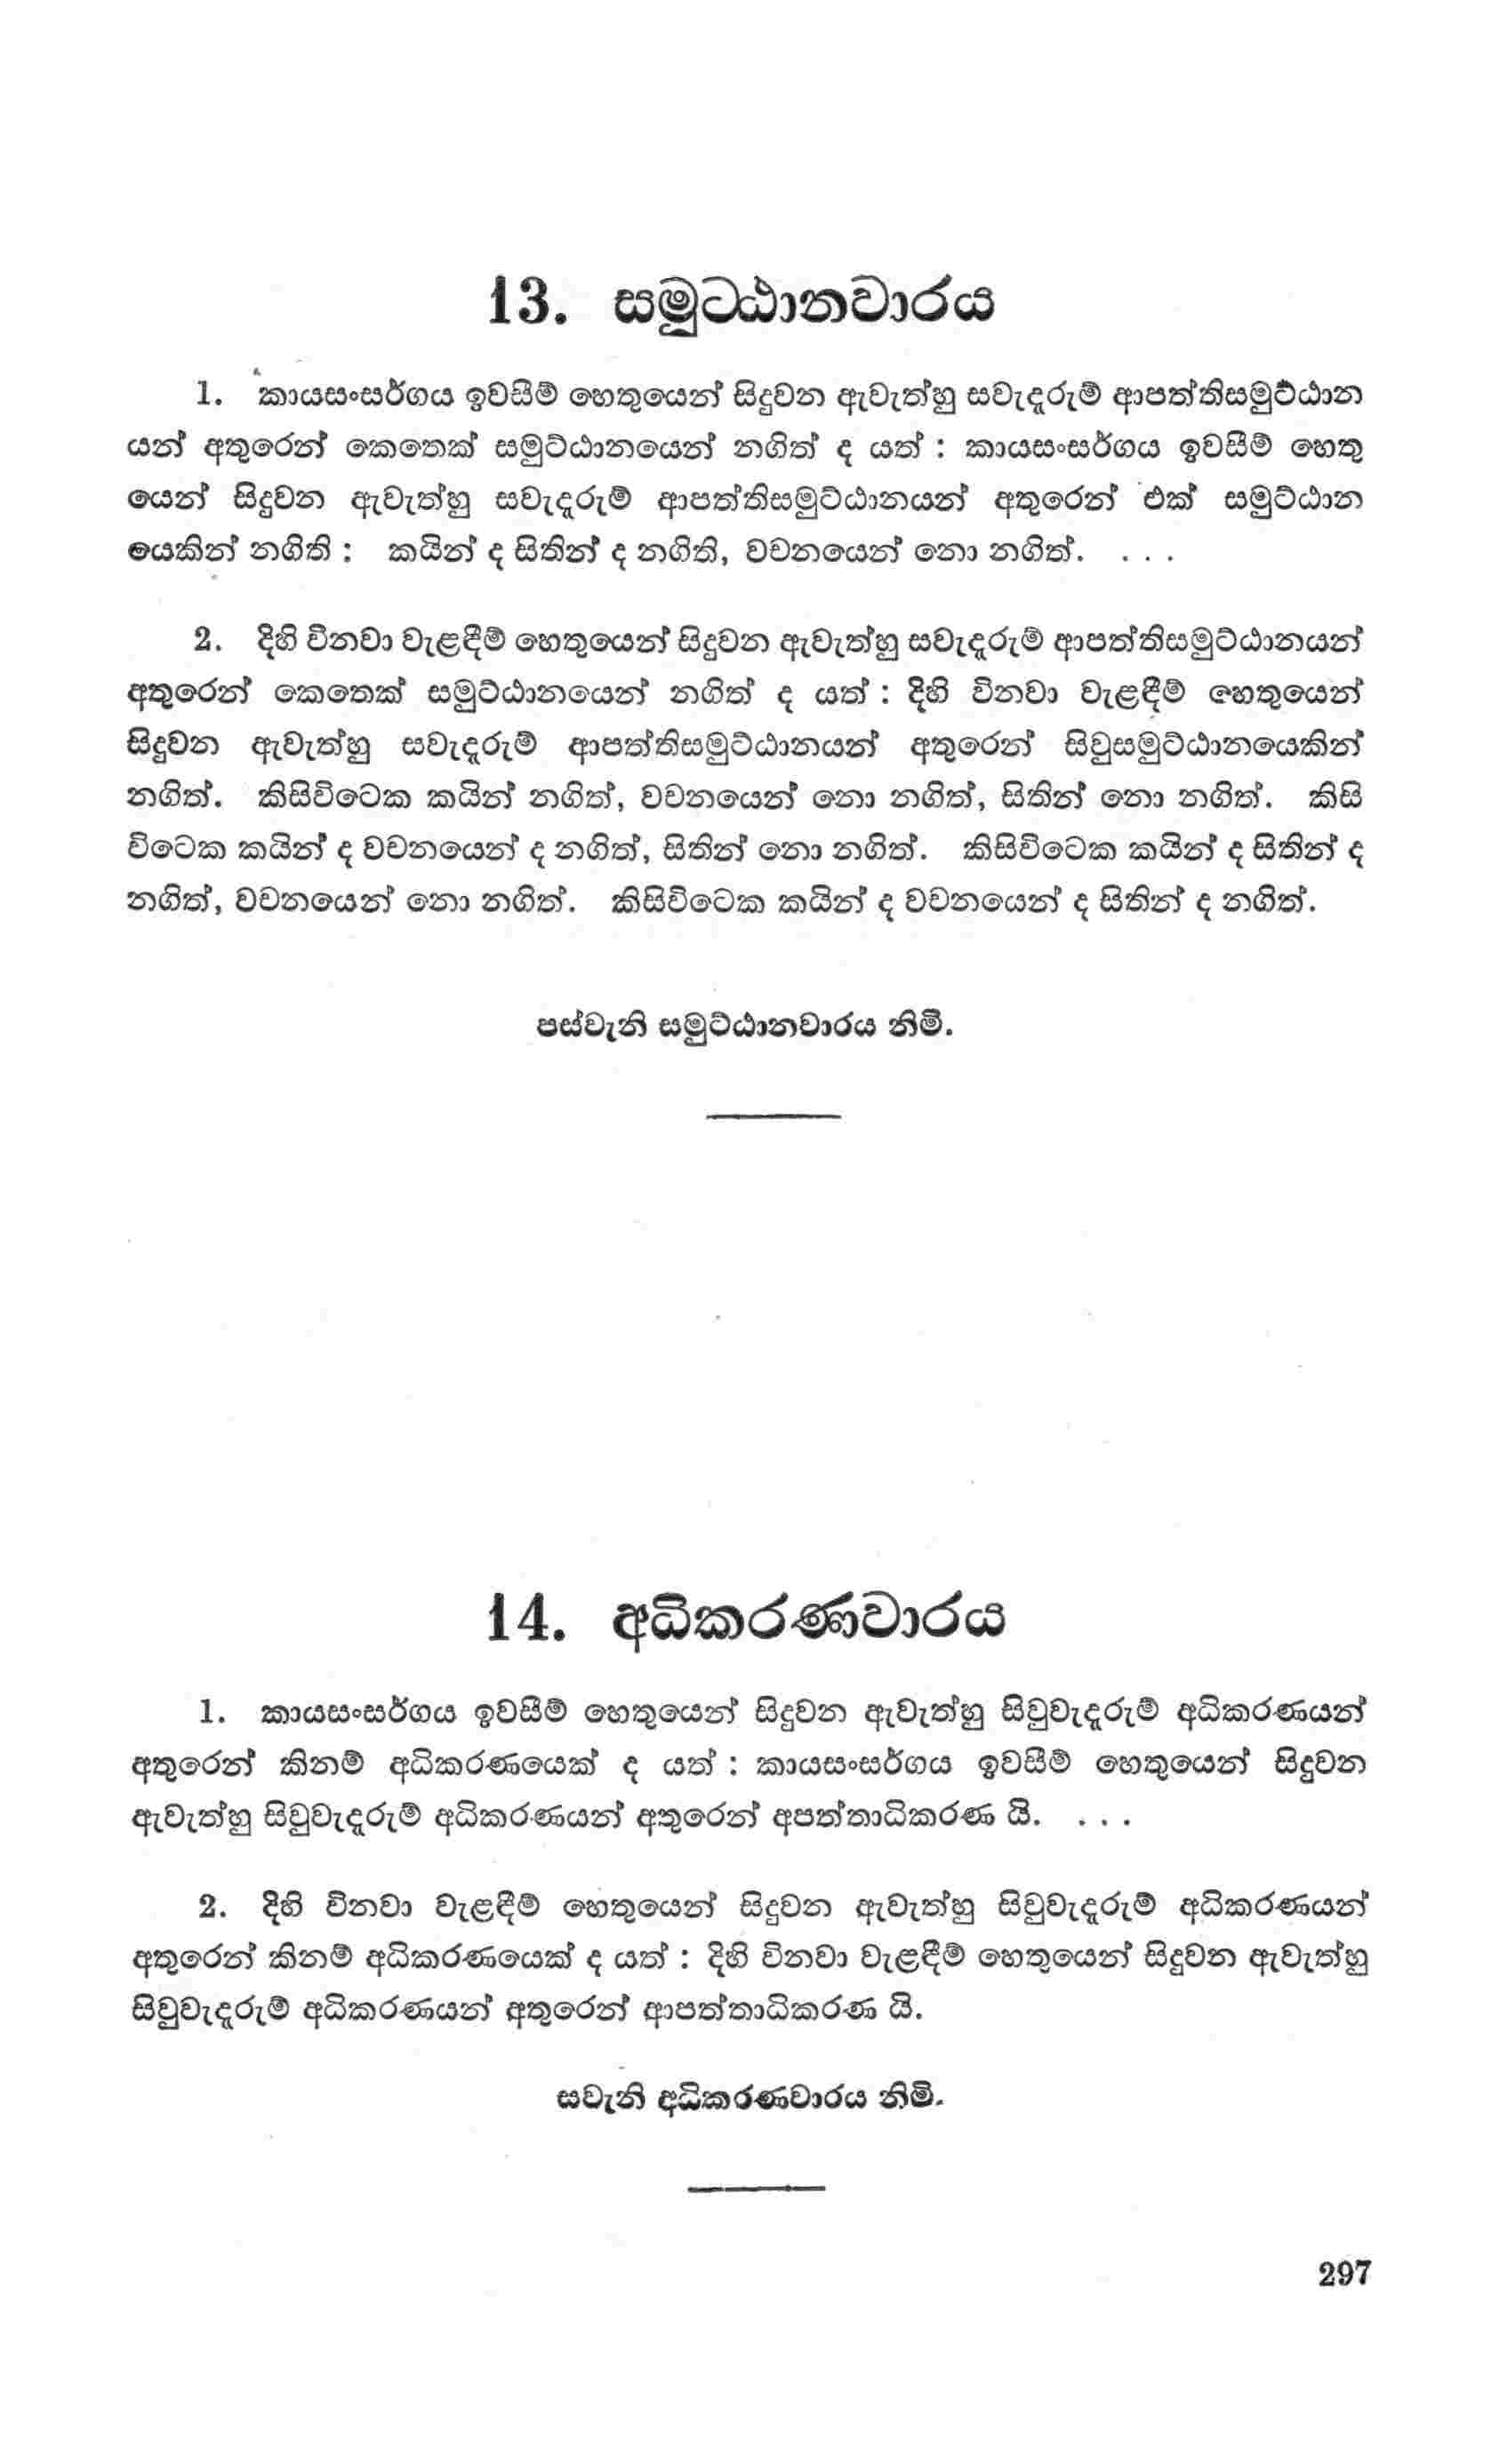 13. සමුට්ඨානවාරය
1. කායසංසර්ගය ඉවසීම් හෙතුයෙන් සිදුවන ඇවැත්හු සවැදෑරුම් ආපත්තිසමුට්ඨාන
යන් අතුරෙන් කෙතෙක් සමුට්ඨානයෙන් නගිත් ද යත් : කායසංසර්ගය ඉවසීම් හෙතු
යෙන් සිදුවන ඇවැත්හු සවැදෑරුම් ආපත්තිසමුට්ඨානයන් අතුරෙන් එක් සමුට්ඨාන
යෙකින් නගිති : කයින් ද සිතින් ද නගිති, වචනයෙන් නො නගිත්. . . .
2. දිහි විනවා වැළඳීම් හෙතුයෙන් සිදුවන ඇවැත්හු සවැදෑරුම් ආපත්තිසමුට්ඨානයන්
අතුරෙන් කෙතෙක් සමුට්ඨානයෙන් නගිත් ද යත් : දිහි විනවා වැළඳීම් හෙතුයෙන්
සිදුවන ඇවැත්හු සවැදෑරුම් ආපත්තිසමුට්ඨානයන් අතුරෙන් සිවුසමුට්ඨානයෙකින්
නගිත්. කිසිවිටෙක කයින් නගිත්, වචනයෙන් නො නගිත්, සිතින් නො නගිත්. කිසි
විටෙක කයින් ද වචනයෙන් ද නගිත්, සිතින් නො නගිත්. කිසිවිටෙක කයින් ද සිතින් ද
නගිත්, වචනයෙන් නො නගිත්. කිසිවිටෙක කයින් ද වචනයෙන් ද සිතින් ද නගිත්.
පස්වැනි සමුට්ඨානවාරය නිමි.
14. අධිකරණවාරය
1. කායසංසර්ගය ඉවසීම් හෙතුයෙන් සිදුවන ඇවැත්හු සිවුවැදෑරුම් අධිකරණයන්
අතුරෙන් කිනම් අධිකරණයෙක් ද යත් : කායසංසර්ගය ඉවසීම් හෙතුයෙන් සිදුවන
ඇවැත්හු සිවුවැදෑරුම් අධිකරණයන් අතුරෙන් අපත්තාධිකරණ යි. . . .
2. දිහි විනවා වැළඳීම් හෙතුයෙන් සිදුවන ඇවැත්හු සිවුවැදෑරුම් අධිකරණයන්
අතුරෙන් කිනම් අධිකරණයෙක් ද යත් : දිහි විනවා වැළඳීම් හෙතුයෙන් සිදුවන ඇවැත්හු
සිවුවැදෑරුම් අධිකරණයන් අතුරෙන් ආපත්තාධිකරණ යි.
සවැනි අධිකරණවාරය නිමි.
297